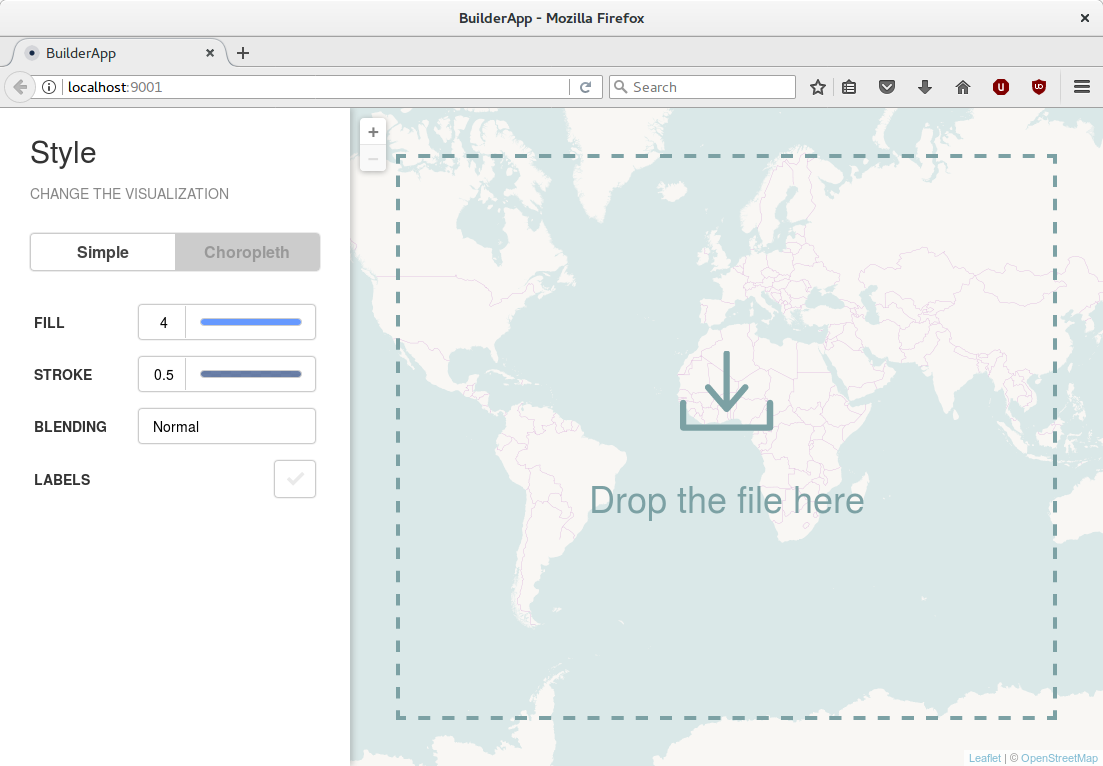 BuilderApp - Mozilla Firefox
BuilderApp
localhost:9001
Search
Style
CHANGE THE VISUALIZATION
Simple
Choropleth
FILL
4
STROKE
0.5
BLENDING
Normal
LABELS
+
−
Drop the file here
Leaflet | © OpenStreetMap